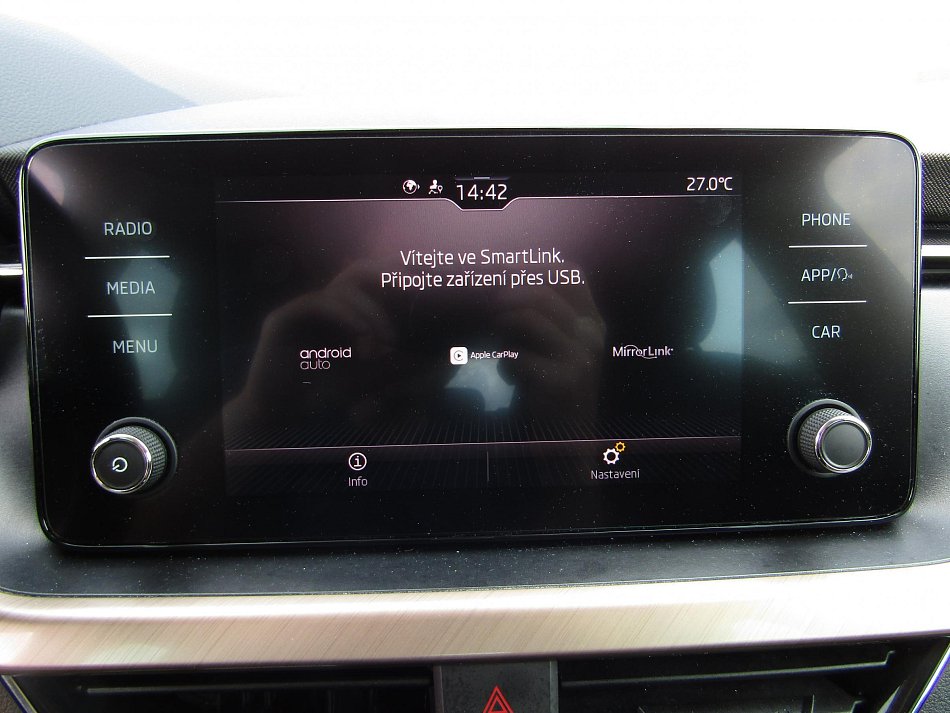 14:42
27.0°C
RADIO
MEDIA
MENU
Vítejte ve SmartLink.
Připojte zařízení přes USB.
android
auto
Apple CarPlay
MirrorLink
Info
Nastavení
PHONE
APP/
CAR